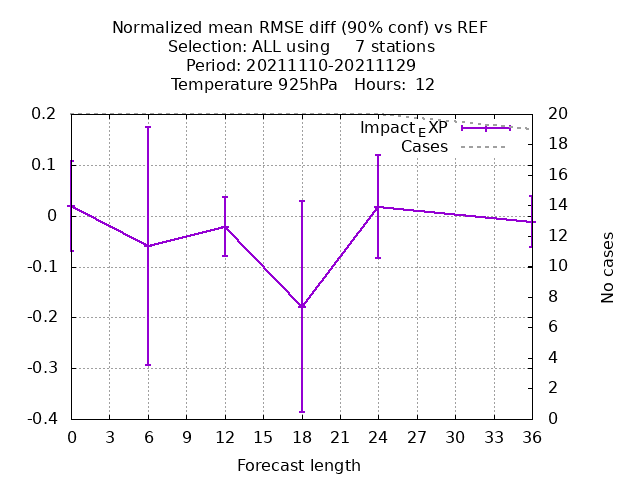 Normalized mean RMSE diff (90% conf) vs REF
Selection: ALL using     7 stations
Period: 20211110-20211129
Temperature 925hPa   Hours:  12
Impact_EXP
Cases
0.2
0.1
0
-0.1
-0.2
-0.3
-0.4
20
18
16
14
12
10
8
6
4
2
0
No cases
0 3 6 9 12 15 18 21 24 27 30 33 36
Forecast length